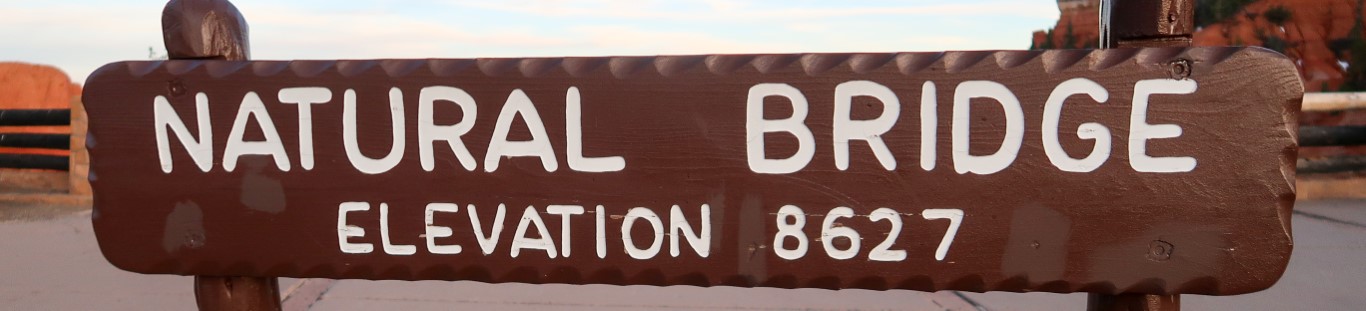 NATURAL BRIDGE
ELEVATION 8627